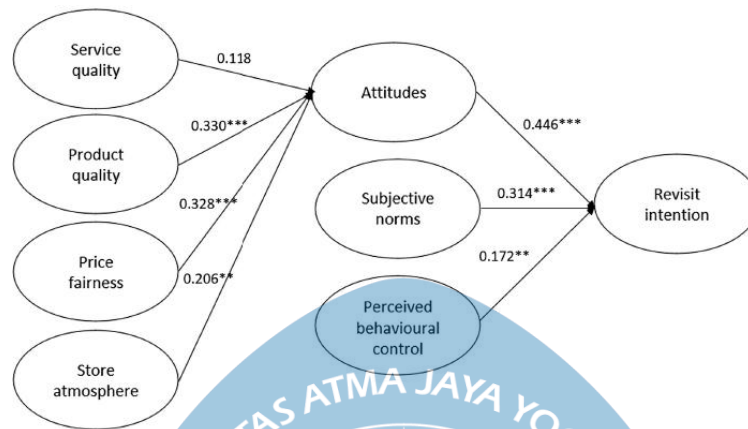 Service
quality
0.118
Attitudes
0.330***
0.446***
Product
quality
Subjective
norms
0.314***
Revisit
intention
0.328***
0.172**
Price
fairness
0.206**
Perceived
behavioural
control
Store
atmosphere
TAS ATMA JAYA YO